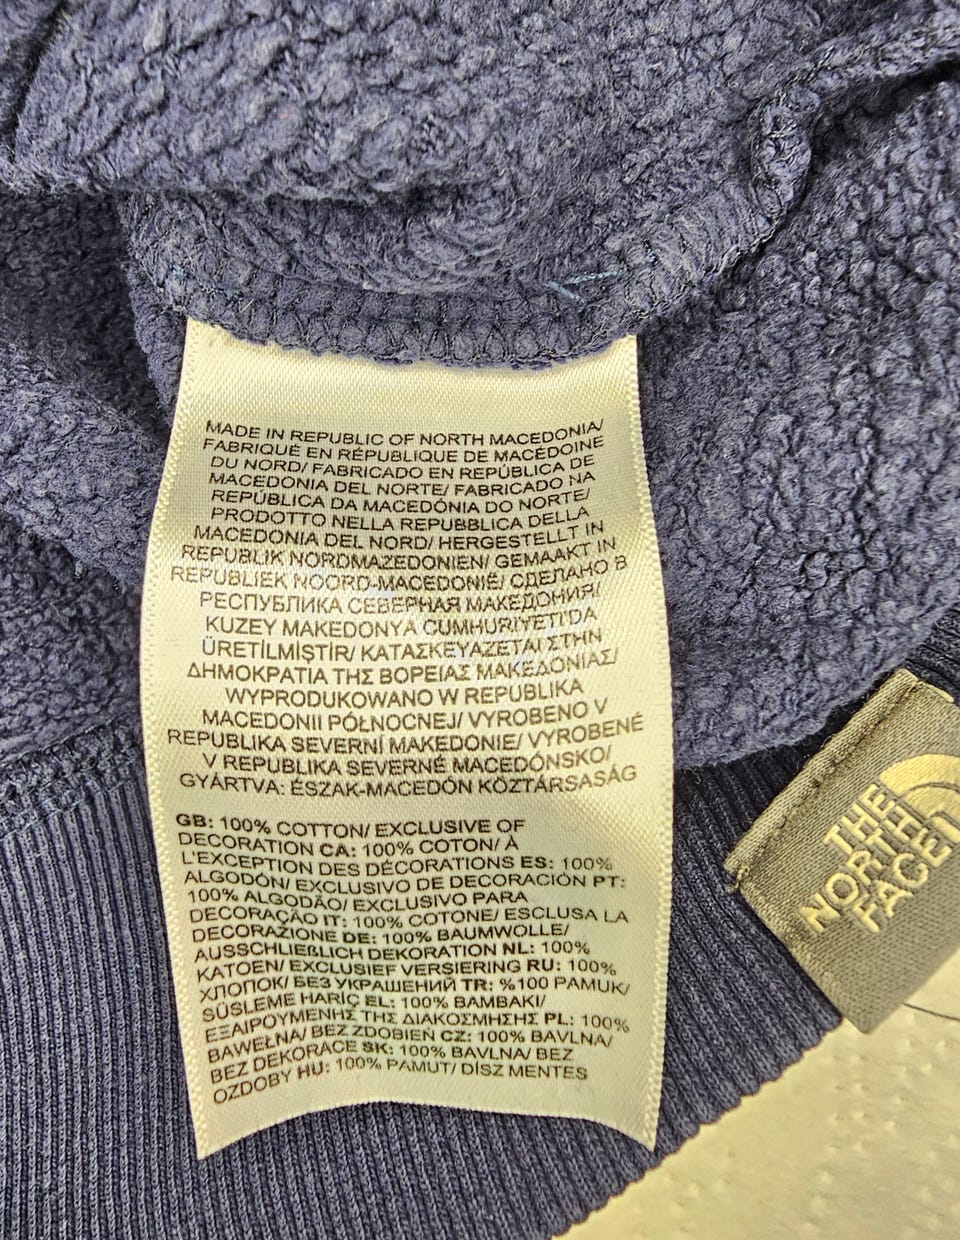 MADE IN REPUBLIC OF NORTH MACEDONIA/
FABRIQUÉ EN RÉPUBLIQUE DE MACÉDOINE
DU NORD/ FABRICADO EN REPÚBLICA DE
MACEDONIA DEL NORTE/ FABRICADO NA
REPÚBLICA DA MACEDÓNIA DO NORTE/
PRODOTTO NELLA REPUBBLICA DELLA
MACEDONIA DEL NORD/ HERGESTELLT IN
REPUBLIK NORDMAZEDONIEN/ GEMAAKT IN
REPUBLIEK NOORD-MACEDONIË/ СДЕЛАНО В
РЕСПУБЛИКА СЕВЕРНАЯ МАКЕДОНИЯ/
KUZEY MAKEDONYA CUMHURİYETİ'DA
ÜRETİLMİŞTİR/ ΚΑΤΑΣΚΕΥΑΖΕΤΑΙ ΣΤΗΝ
ΔΗΜΟΚΡΑΤΙΑ ΤΗΣ ΒΟΡΕΙΑΣ ΜΑΚΕΔΟΝΙΑΣ/
WYPRODUKOWANO W REPUBLIKA
MACEDONII PÓŁNOCNEJ/ VYROBENO V
REPUBLIKA SEVERNÍ MAKEDONIE/ VYROBENÉ
V REPUBLIKA SEVERNÉ MACEDÓNSKO/
GYÁRTVA: ÉSZAK-MACEDÓN KÖZTÁRSASÁG
GB: 100% COTTON/ EXCLUSIVE OF
DECORATION CA: 100% COTON/ À
L'EXCEPTION DES DÉCORATIONS ES: 100%
ALGODÓN/ EXCLUSIVO DE DECORACIÓN PT:
100% ALGODÃO/ EXCLUSIVO PARA
DECORAÇÃO IT: 100% COTONE/ ESCLUSA LA
DECORAZIONE DE: 100% BAUMWOLLE/
AUSSCHLIEßLICH DEKORATION NL: 100%
KATOEN/ EXCLUSIEF VERSIERING RU: 100%
ХЛОПОК/ БЕЗ УКРАШЕНИЙ TR: %100 PAMUK/
SÜSLEME HARİÇ EL: 100% ΒΑΜΒΑΚΙ/
ΕΞΑΙΡΟΥΜΕΝΗΣ ΤΗΣ ΔΙΑΚΟΣΜΗΣΗΣ PL: 100%
BAWEŁNA/ BEZ ZDOBIEŃ CZ: 100% BAVLNA/
BEZ DEKORACE SK: 100% BAVLNA/ BEZ
OZDOBY HU: 100% PAMUT/ DÍSZ MENTES
THE
NORTH
FACE